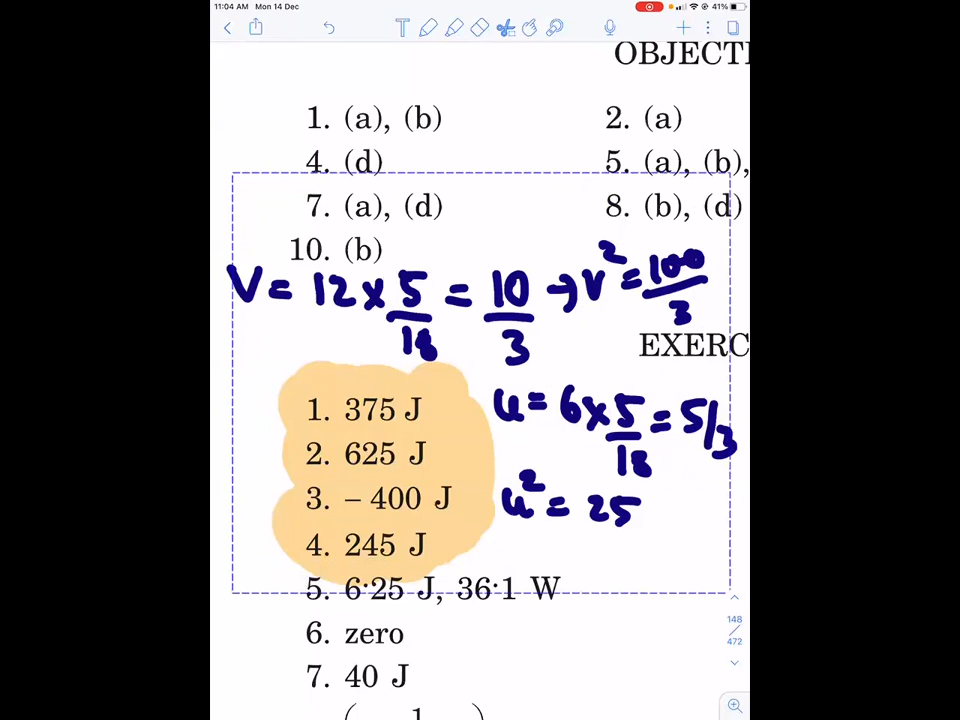 11:04 AM Mon 14 Dec 41%
OBJECTI
1. (a), (b) 2. (a)
4. (d) 5. (a), (b),
7. (a), (d) 8. (b), (d)
10. (b)
V = 12 × 5/18 = 10/3 → V² = 100/3
EXERC
1. 375 J
u = 6 × 5/18 = 5/3
2. 625 J
3. – 400 J
u² = 25
4. 245 J
5. 6·25 J, 36·1 W
6. zero
7. 40 J
148
/
472